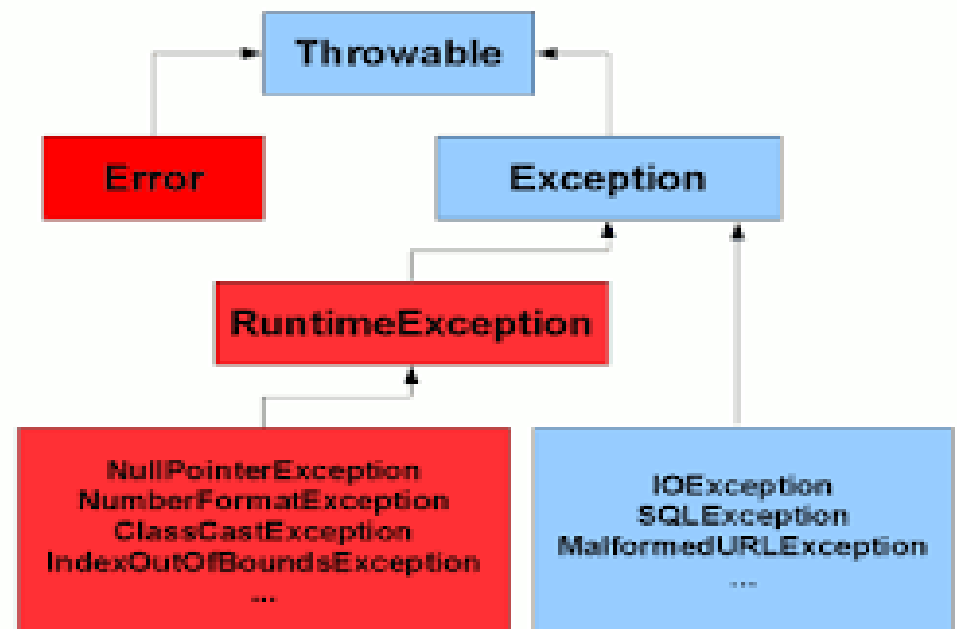 Throwable
Error
Exception
RuntimeException
NullPointerException
NumberFormatException
ClassCastException
IndexOutOfBoundsException
...
IOException
SQLException
MalformedURLException
...